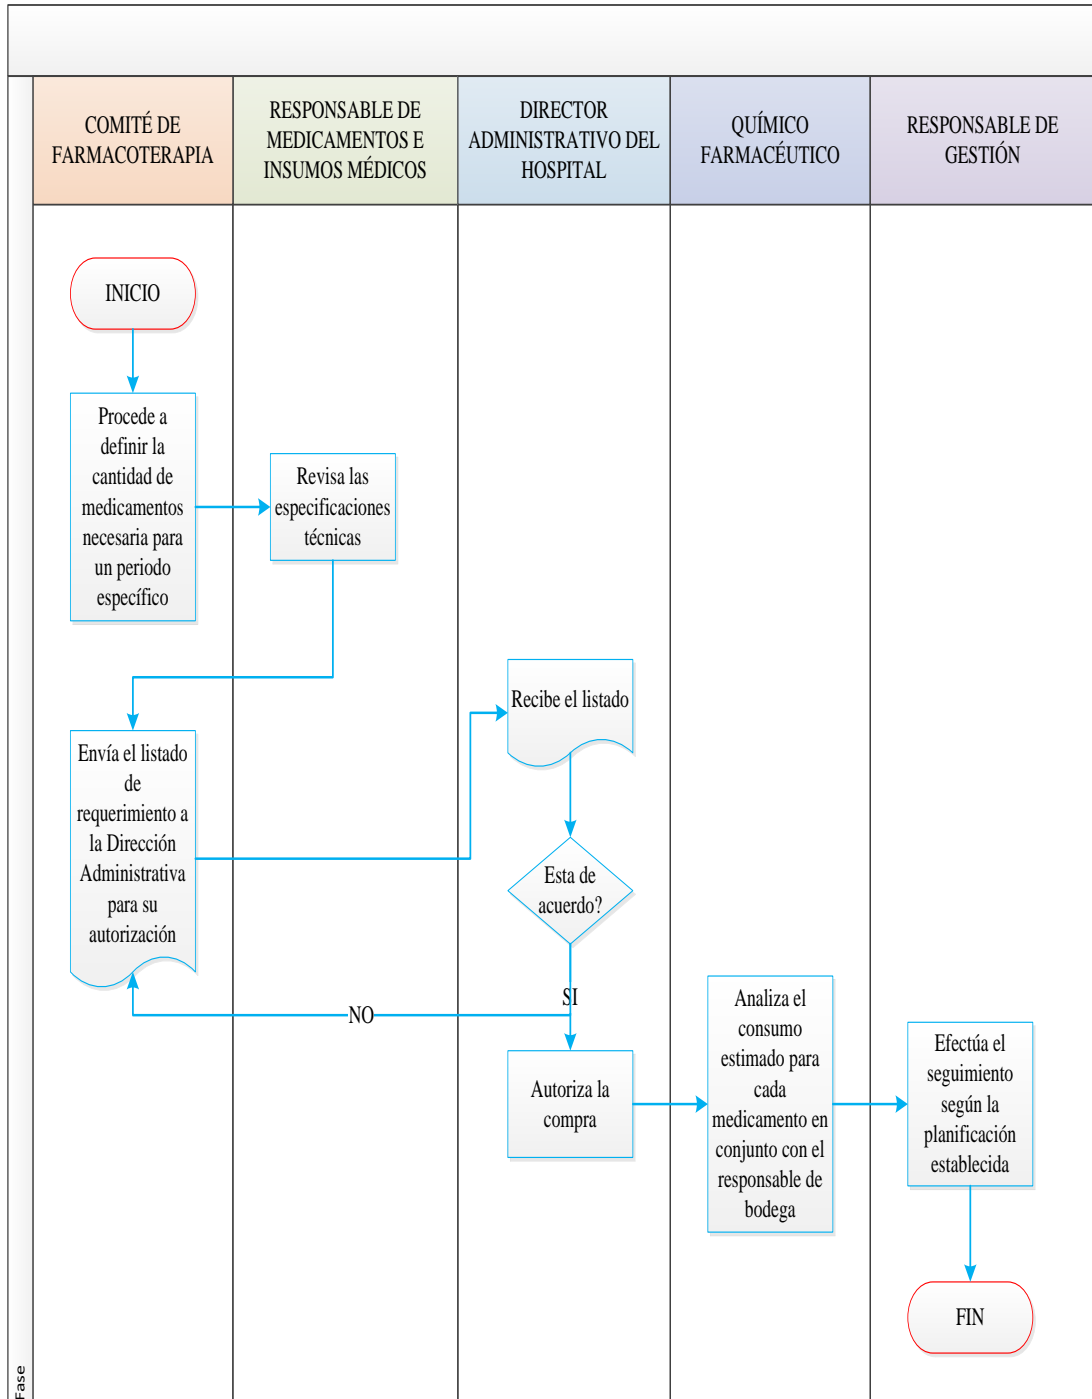 COMITÉ DE
FARMACOTERAPIA
RESPONSABLE DE
MEDICAMENTOS E
INSUMOS MÉDICOS
DIRECTOR
ADMINISTRATIVO DEL
HOSPITAL
QUÍMICO
FARMACÉUTICO
RESPONSABLE DE
GESTIÓN
INICIO
Procede a
definir la
cantidad de
medicamentos
necesaria para
un periodo
específico
Revisa las
especificaciones
técnicas
Envía el listado
de
requerimiento a
la Dirección
Administrativa
para su
autorización
Recibe el listado
Esta de
acuerdo?
SI
NO
Autoriza la
compra
Analiza el
consumo
estimado para
cada
medicamento en
conjunto con el
responsable de
bodega
Efectúa el
seguimiento
según la
planificación
establecida
FIN
Fase